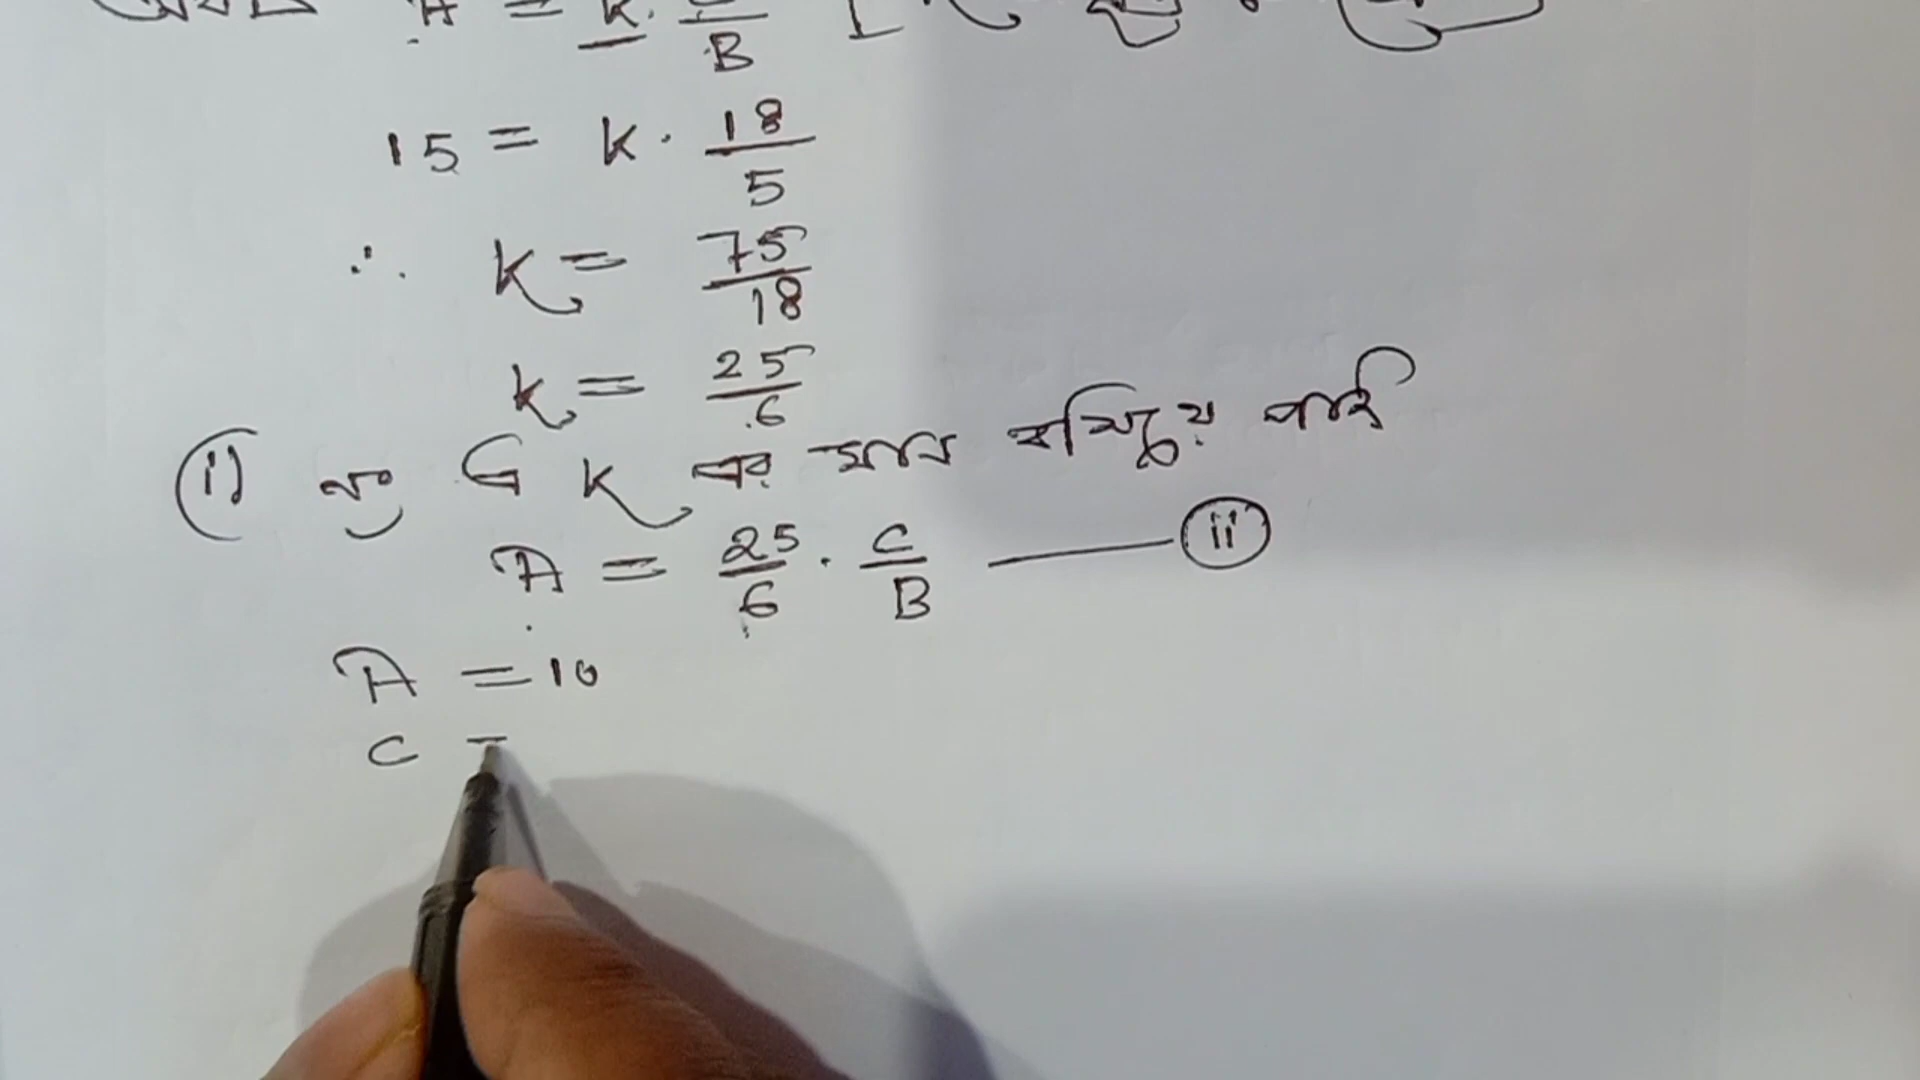 A = K.
B
15 = K. 18/5
∴ K = 75/18
K = 25/6
i) নং এ K এর মান বসিয়ে পাই
A = 25/6 . C/B —— ii
A = 10
C =